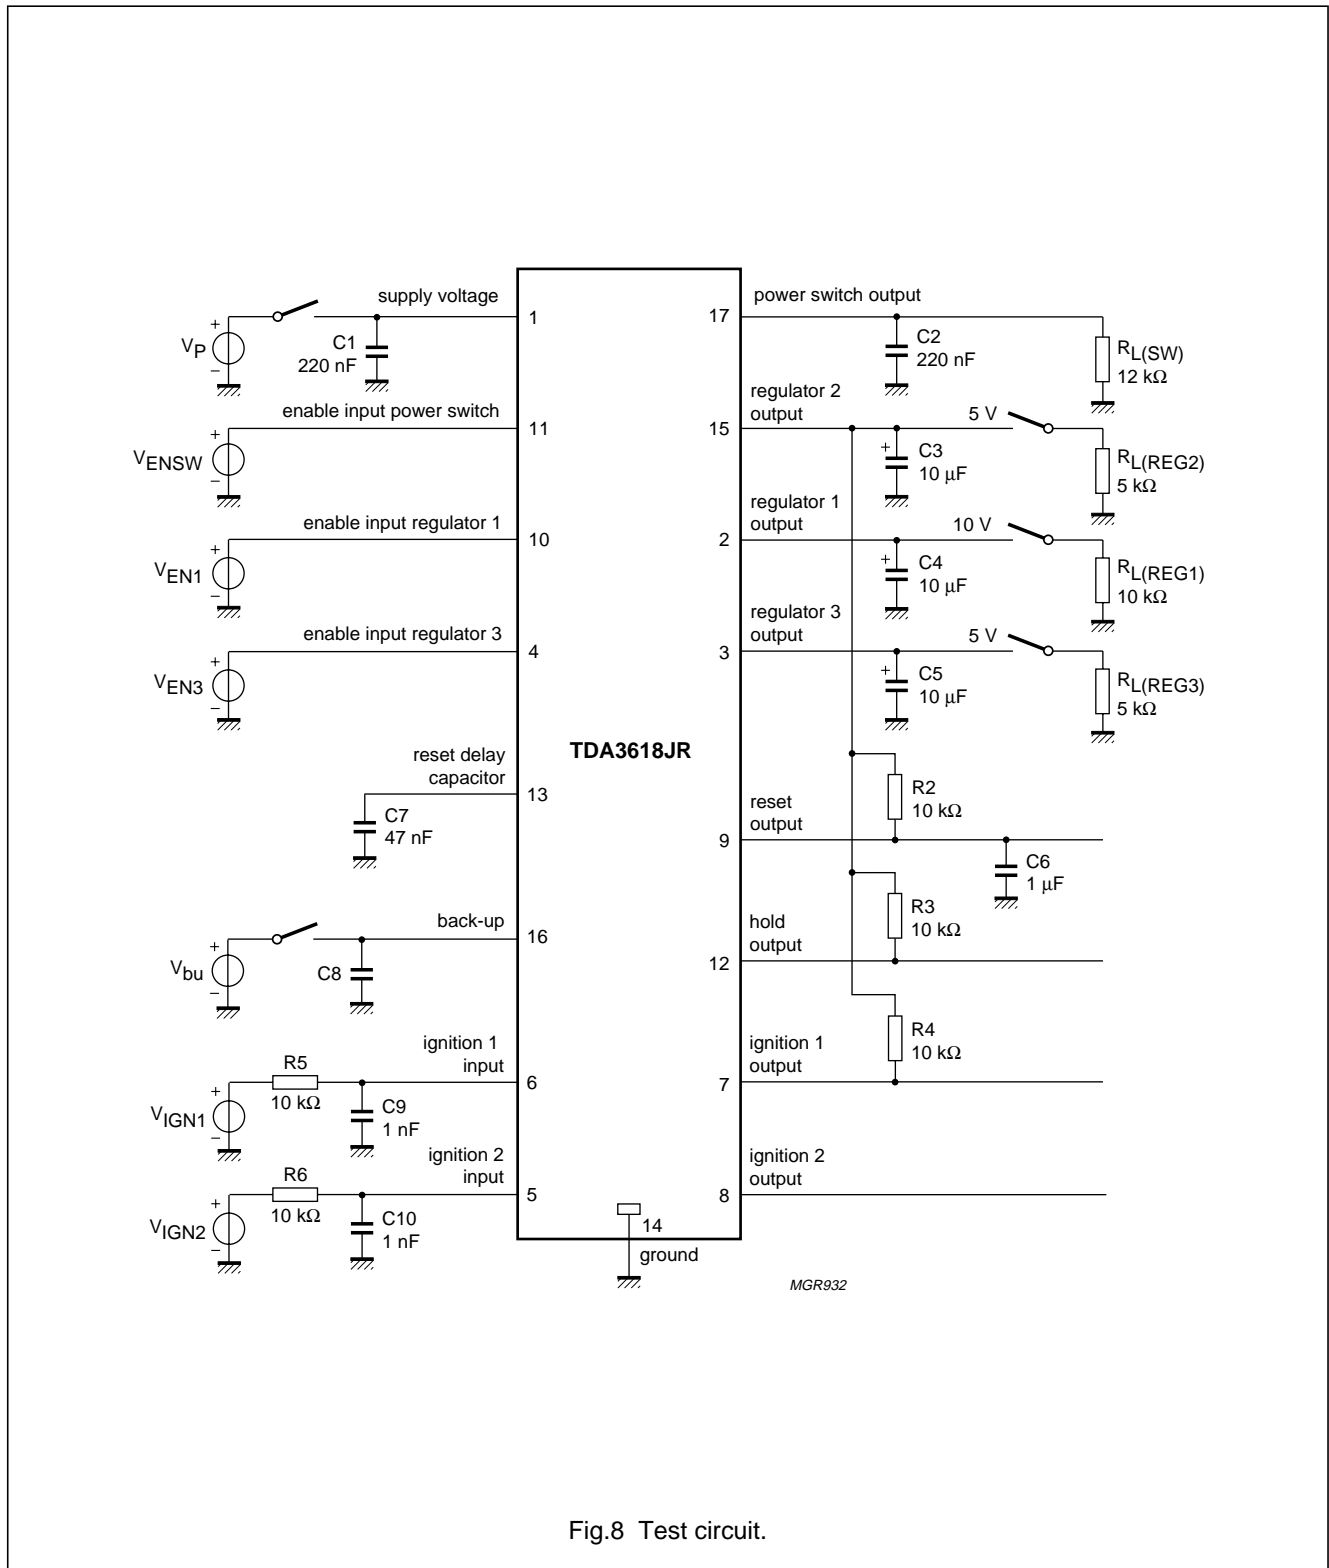 supply voltage
1
+
VP
−
C1
220 nF
enable input power switch
11
+
VENSW
−
enable input regulator 1
10
+
VEN1
−
enable input regulator 3
4
+
VEN3
−
reset delay
capacitor
13
C7
47 nF
back-up
16
+
Vbu
−
C8
ignition 1
input
6
R5
10 kΩ
+
VIGN1
−
C9
1 nF
ignition 2
input
5
R6
10 kΩ
+
VIGN2
−
C10
1 nF
TDA3618JR
14
ground
power switch output
17
C2
220 nF
RL(SW)
12 kΩ
regulator 2
output
15
5 V
+
C3
10 μF
RL(REG2)
5 kΩ
regulator 1
output
2
10 V
+
C4
10 μF
RL(REG1)
10 kΩ
regulator 3
output
3
5 V
+
C5
10 μF
RL(REG3)
5 kΩ
R2
10 kΩ
reset
output
9
C6
1 μF
R3
10 kΩ
hold
output
12
R4
10 kΩ
ignition 1
output
7
ignition 2
output
8
MGR932
Fig.8 Test circuit.